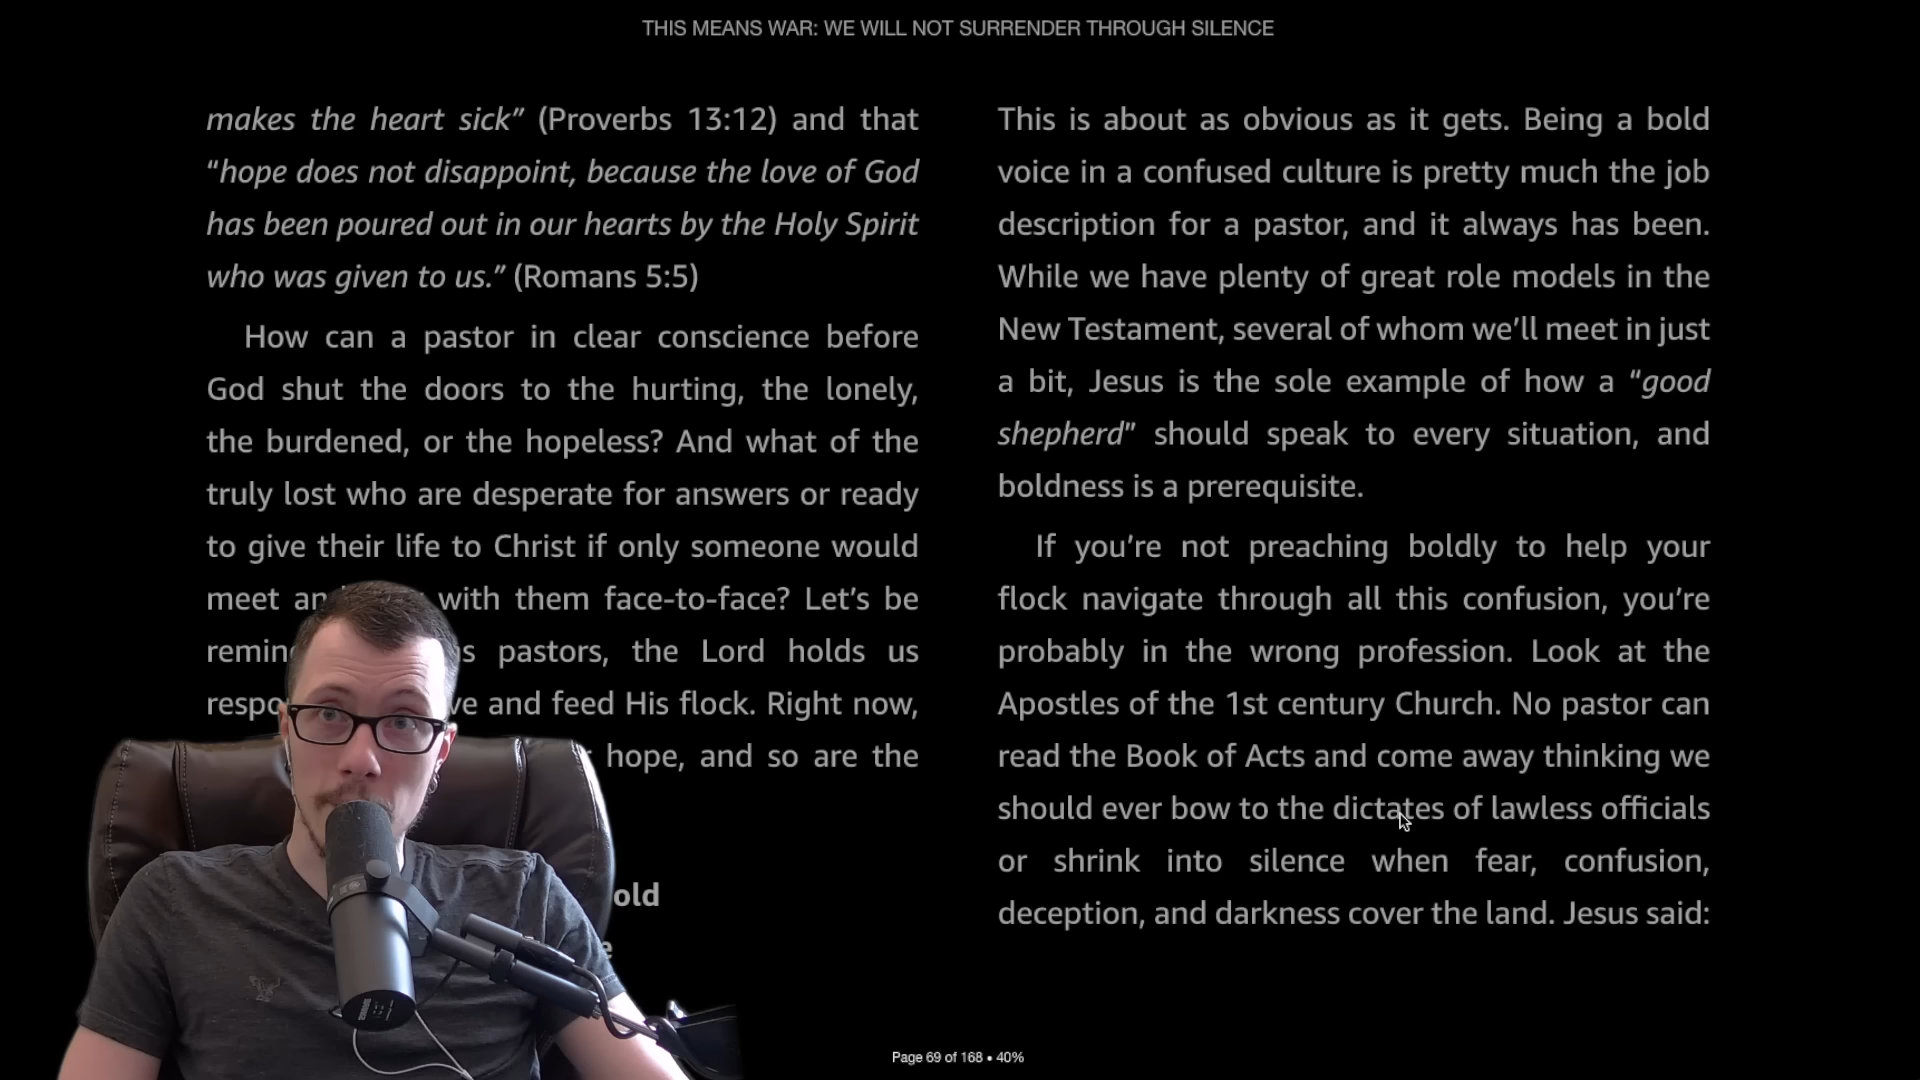 THIS MEANS WAR: WE WILL NOT SURRENDER THROUGH SILENCE
makes the heart sick” (Proverbs 13:12) and that
“hope does not disappoint, because the love of God
has been poured out in our hearts by the Holy Spirit
who was given to us.” (Romans 5:5)
How can a pastor in clear conscience before
God shut the doors to the hurting, the lonely,
the burdened, or the hopeless? And what of the
truly lost who are desperate for answers or ready
to give their life to Christ if only someone would
meet with them face-to-face? Let’s be
pastors, the Lord holds us
and feed His flock. Right now,
hope, and so are the
This is about as obvious as it gets. Being a bold
voice in a confused culture is pretty much the job
description for a pastor, and it always has been.
While we have plenty of great role models in the
New Testament, several of whom we’ll meet in just
a bit, Jesus is the sole example of how a “good
shepherd” should speak to every situation, and
boldness is a prerequisite.
If you’re not preaching boldly to help your
flock navigate through all this confusion, you’re
probably in the wrong profession. Look at the
Apostles of the 1st century Church. No pastor can
read the Book of Acts and come away thinking we
should ever bow to the dictates of lawless officials
or shrink into silence when fear, confusion,
deception, and darkness cover the land. Jesus said:
Page 69 of 168 • 40%